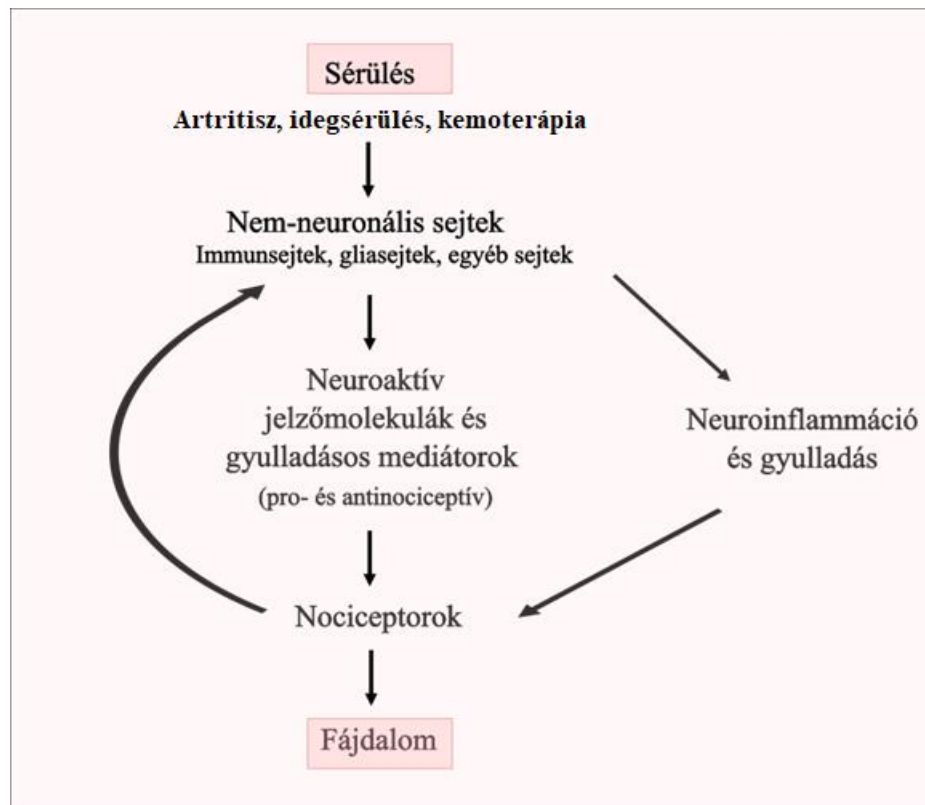 Sérülés
Artritisz, idegsérülés, kemoterápia
Nem-neuronális sejtek
Immunsejtek, gliasejtek, egyéb sejtek
Neuroaktív
jelzőmolekulák és
gyulladásos mediátorok
(pro- és antinociceptív)
Neuroinflammáció
és gyulladás
Nociceptorok
Fájdalom